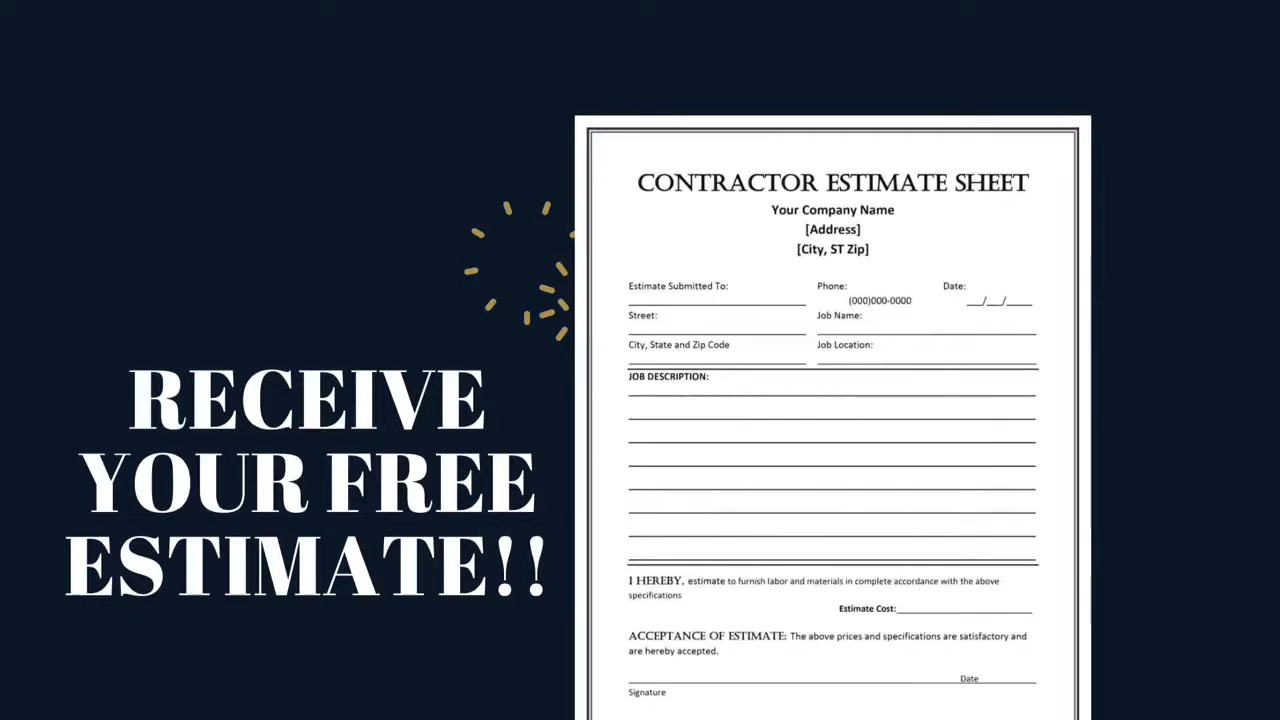 RECEIVE
YOUR FREE
ESTIMATE!!
CONTRACTOR ESTIMATE SHEET
Your Company Name
[Address]
[City, ST Zip]
Estimate Submitted To: Phone: Date:
(000)000-0000 ___/___/_____
Street: Job Name:
City, State and Zip Code Job Location:
JOB DESCRIPTION:
I HEREBY, estimate to furnish labor and materials in complete accordance with the above
specifications
Estimate Cost:
ACCEPTANCE OF ESTIMATE: The above prices and specifications are satisfactory and
are hereby accepted.
Date
Signature